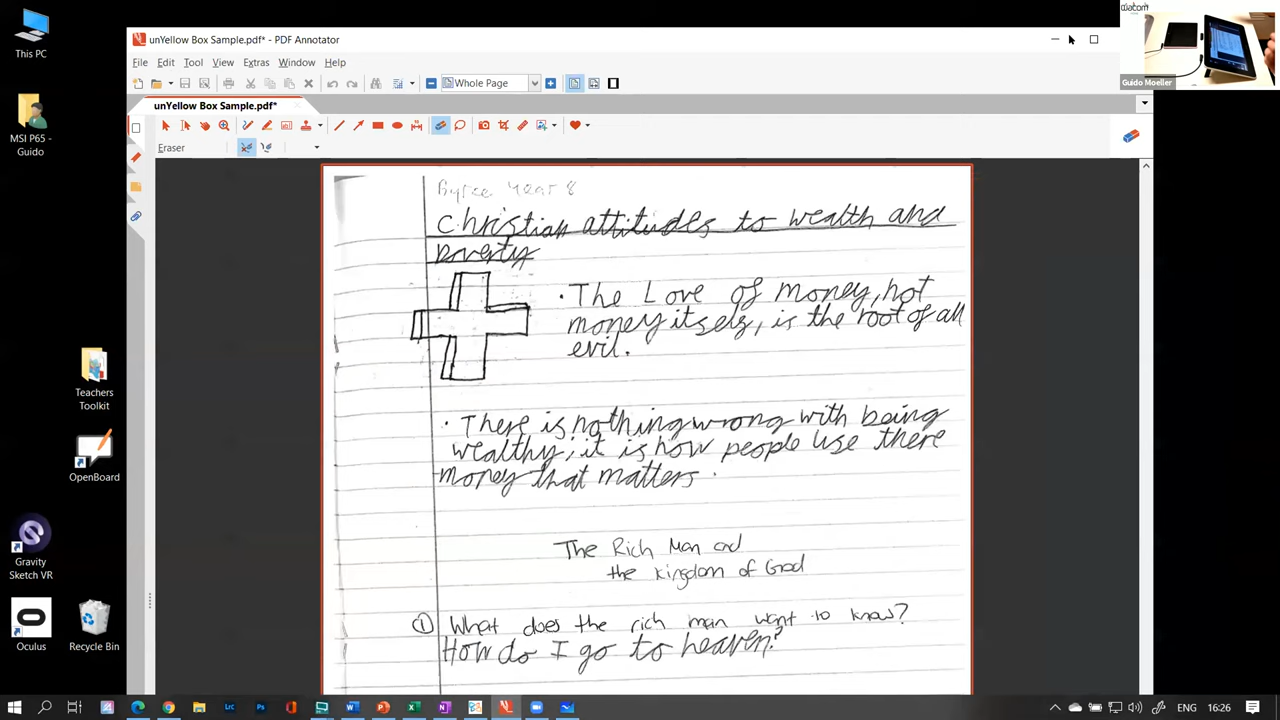 wacom
Guido Moeller
This PC
MSI P65 -
Guido
Teachers
Toolkit
OpenBoard
Gravity
Sketch VR
Oculus
Recycle Bin
unYellow Box Sample.pdf* - PDF Annotator
File Edit Tool View Extras Window Help
Whole Page
unYellow Box Sample.pdf*
Eraser
Year 8
Christian attitudes to wealth and
poverty
· The Love of money, not
money itself, is the root of all
evil.
· There is nothing wrong with being
wealthy, it is how people use there
money that matters.
The Rich Man and
the Kingdom of God
① What does the rich man want to know?
How do I go to heaven?
ENG 16:26